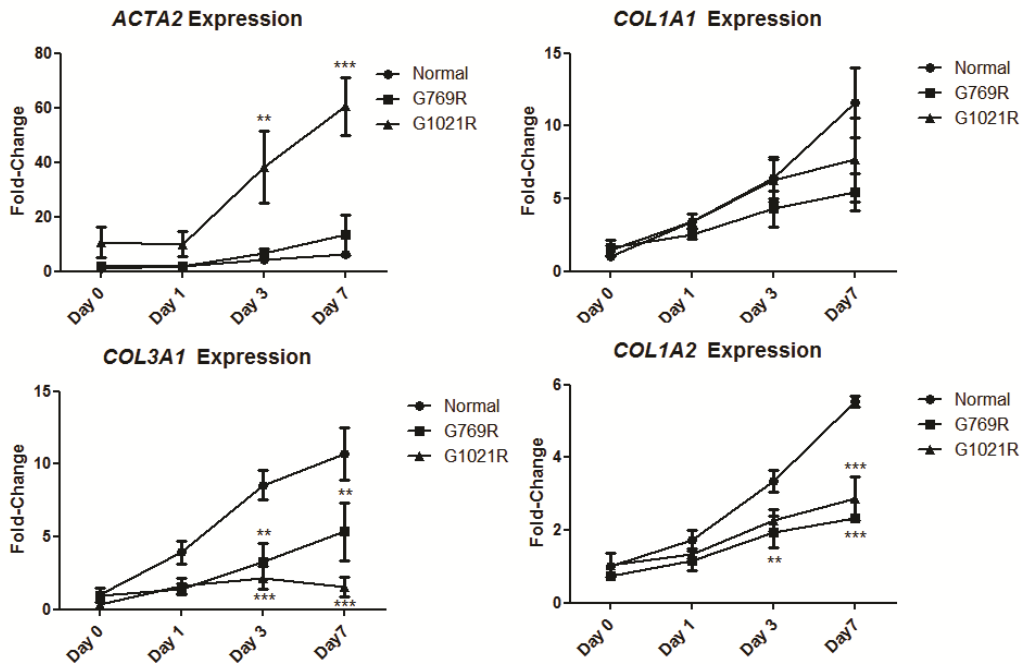 ACTA2 Expression
80
60
40
20
0
Fold-Change
**
***
Normal
G769R
G1021R
Day 0
Day 1
Day 3
Day 7
COL1A1 Expression
15
10
5
0
Fold-Change
Normal
G769R
G1021R
Day 0
Day 1
Day 3
Day 7
COL3A1 Expression
15
10
5
0
Fold-Change
**
**
***
***
Normal
G769R
G1021R
Day 0
Day 1
Day 3
Day7
COL1A2 Expression
6
4
2
0
Fold-Change
***
**
***
Normal
G769R
G1021R
Day 0
Day 1
Day 3
Day7